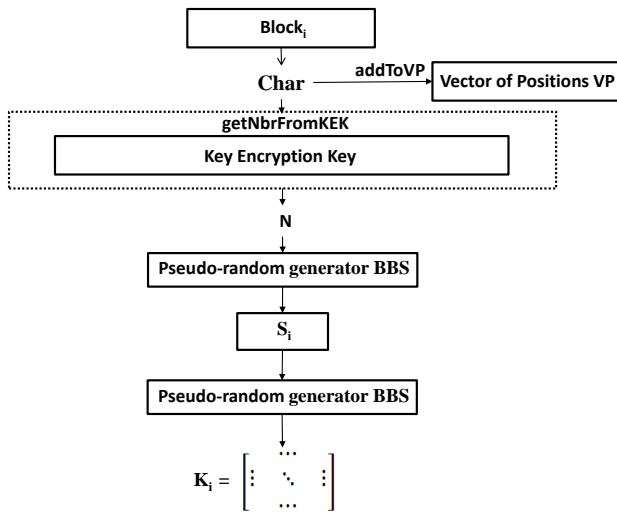 Block_i
addToVP
Char
Vector of Positions VP
getNbrFromKEK
Key Encryption Key
N
Pseudo-random generator BBS
S_i
Pseudo-random generator BBS
K_i = [⋯ ⋮ ⋱ ⋮ ⋯]